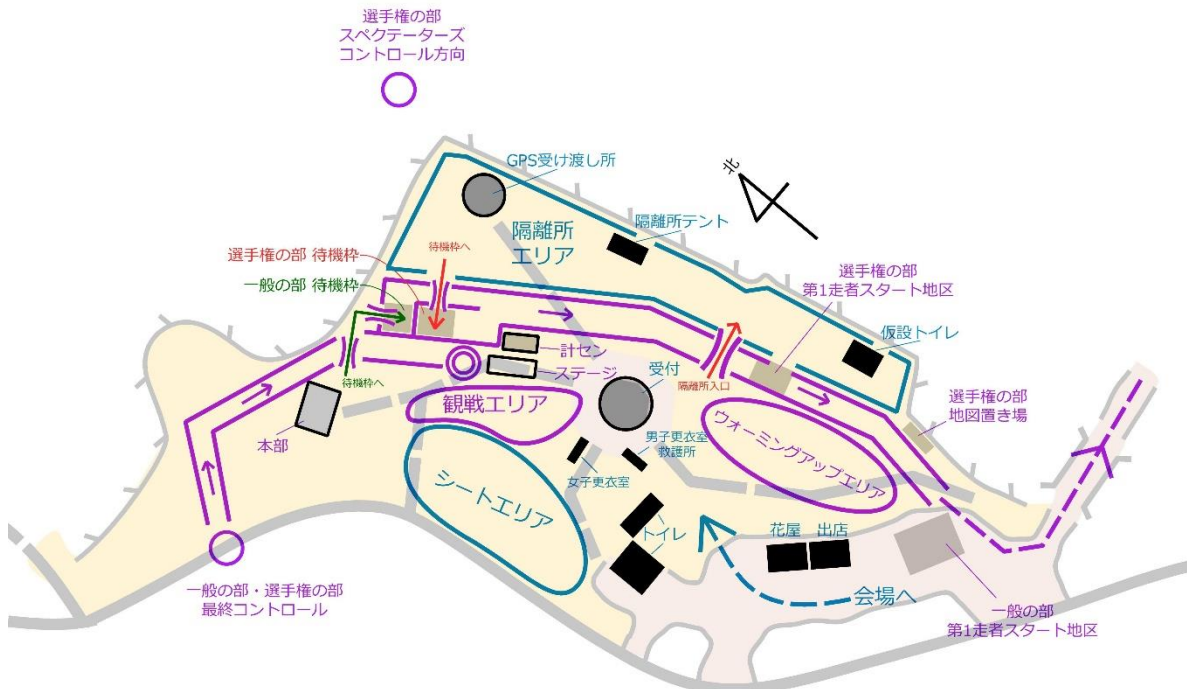 選手権の部
スペクテーターズ
コントロール方向
GPS受け渡し所
北
隔離所
エリア
隔離所テント
待機枠へ
選手権の部 待機枠
一般の部 待機枠
選手権の部
第1走者スタート地区
仮設トイレ
計セン
ステージ
受付
隔離所入口
待機枠へ
観戦エリア
本部
選手権の部
地図置き場
男子更衣室
救護所
ウォーミングアップエリア
女子更衣室
シートエリア
トイレ
花屋
出店
会場へ
一般の部・選手権の部
最終コントロール
一般の部
第1走者スタート地区